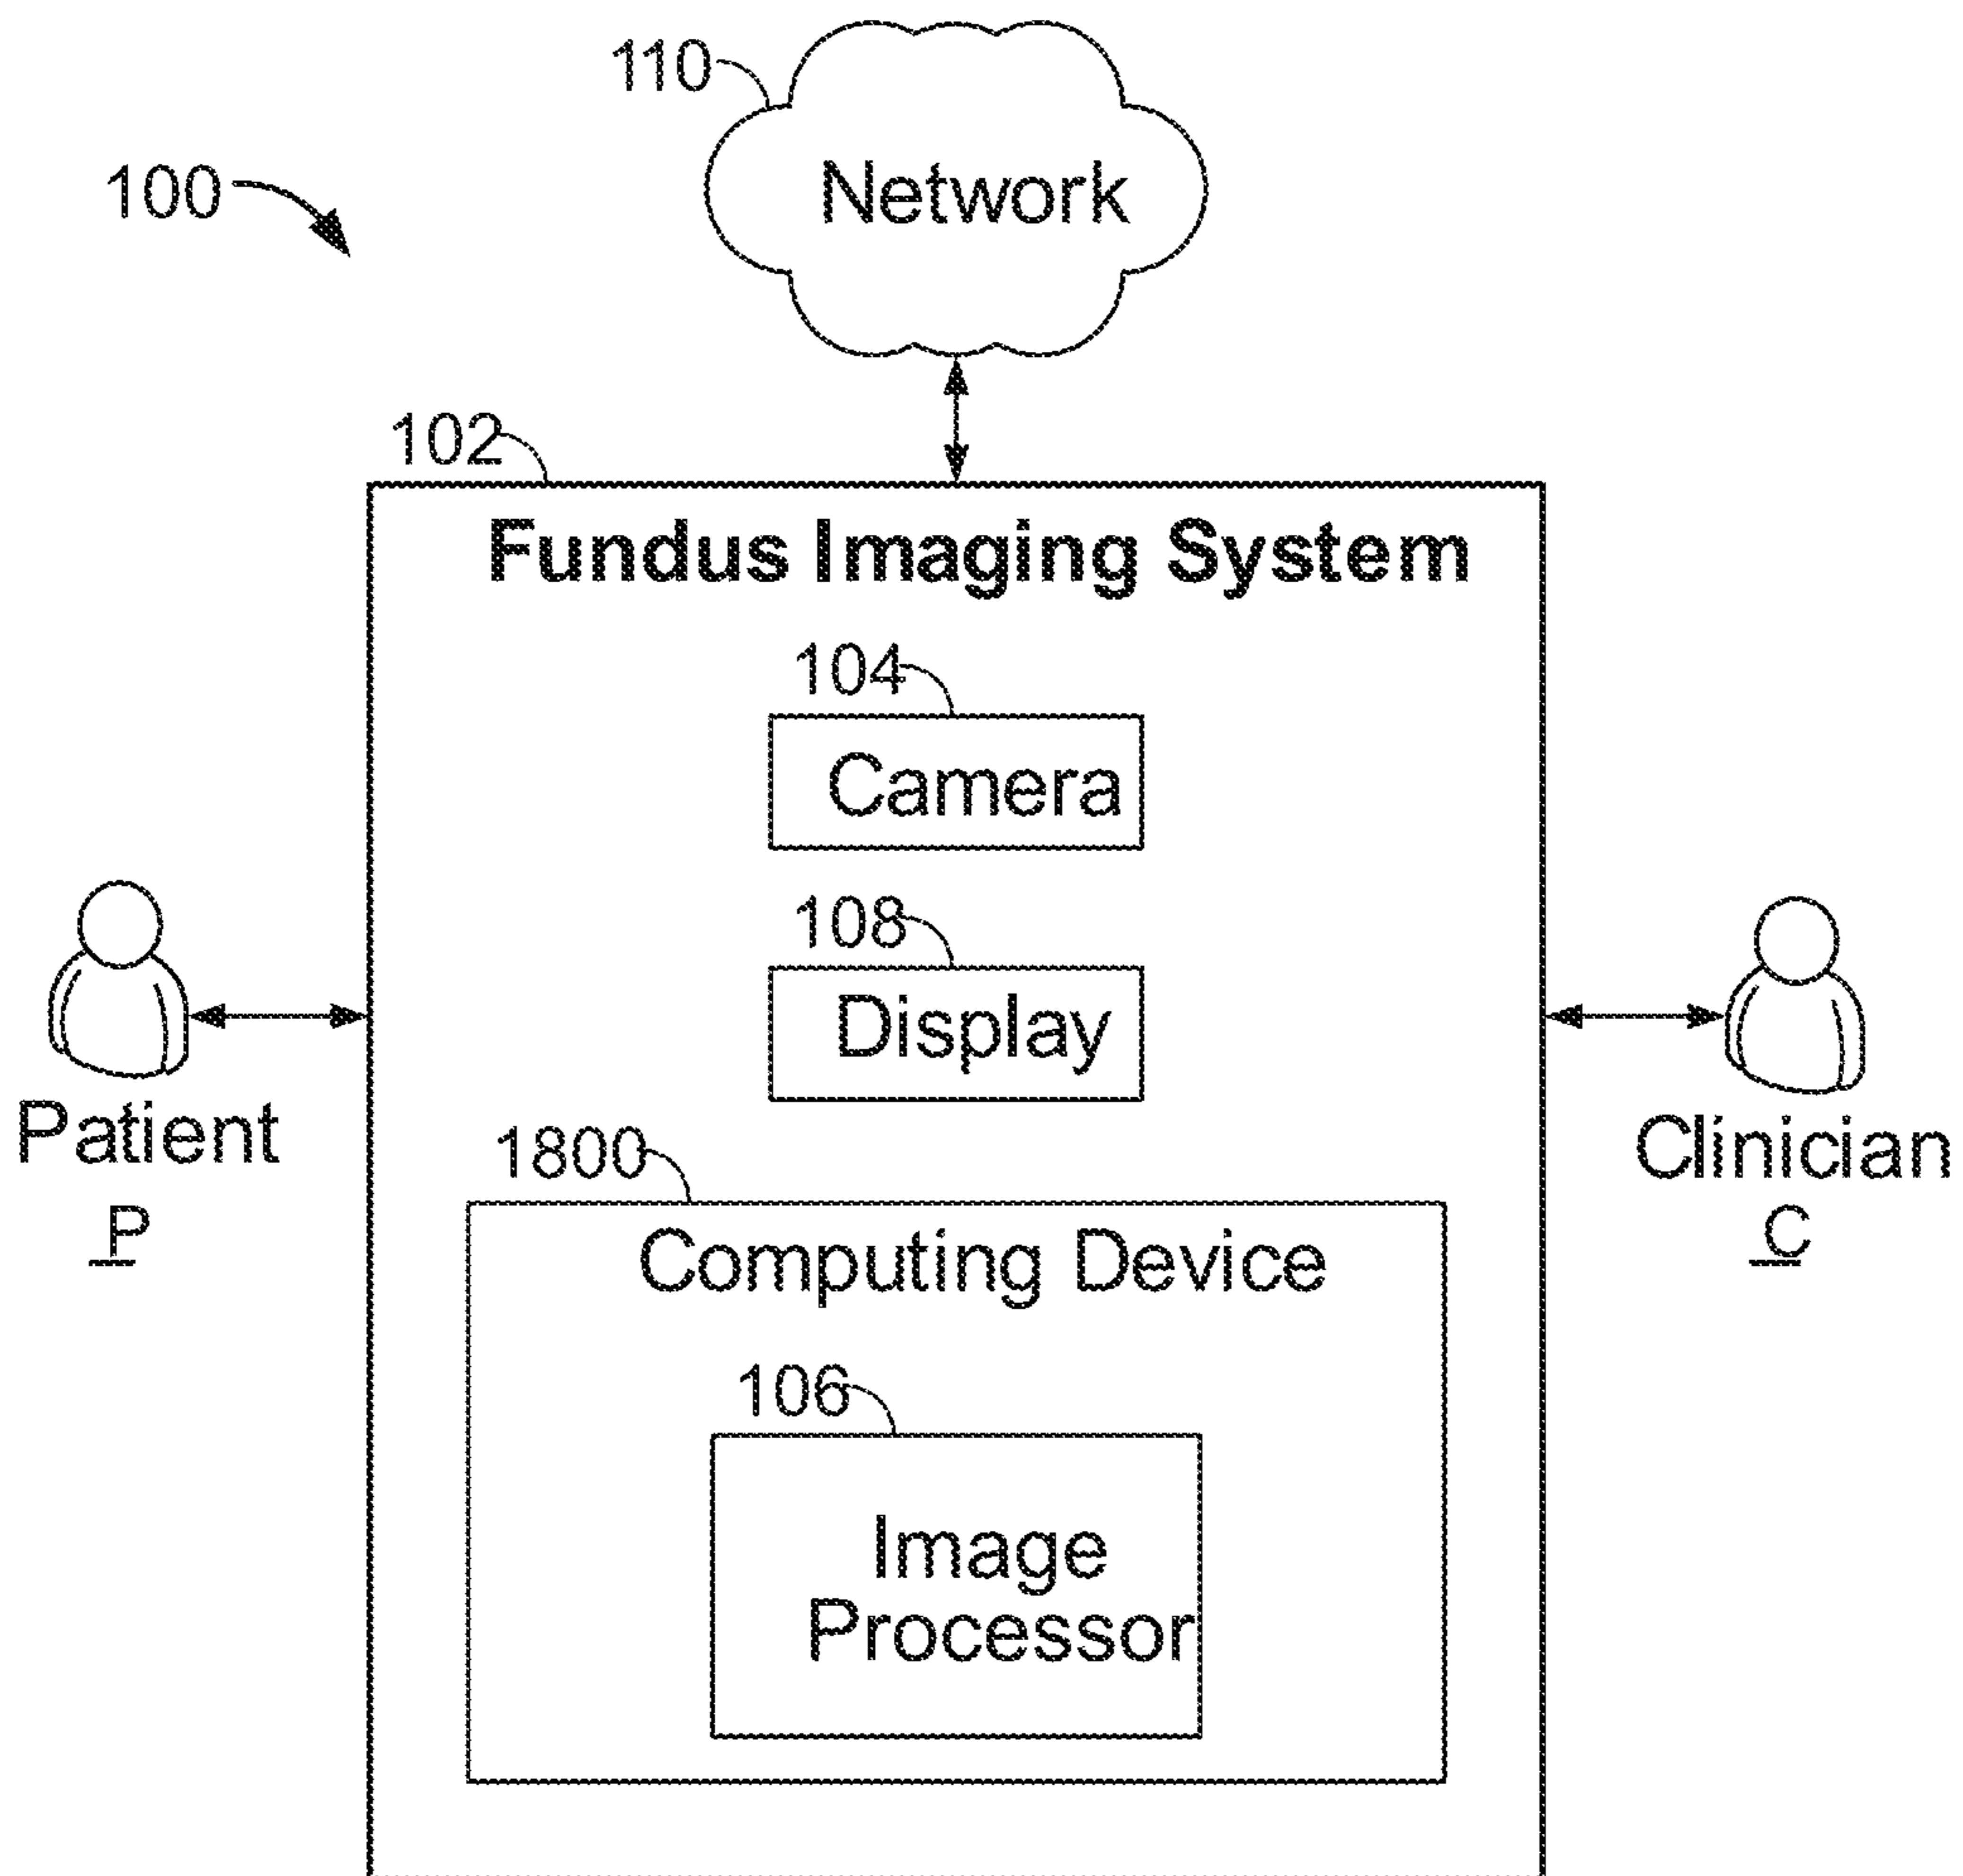 110
Network
100
102
Fundus Imaging System
104
Camera
108
Display
Patient
P
Clinician
C
1800
Computing Device
106
Image
Processor